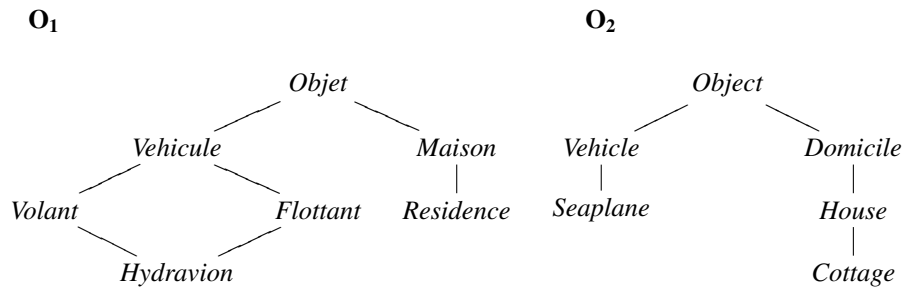 O1 O2
Objet Object
Vehicule Maison Vehicle Domicile
Volant Flottant Residence Seaplane House
Hydravion Cottage